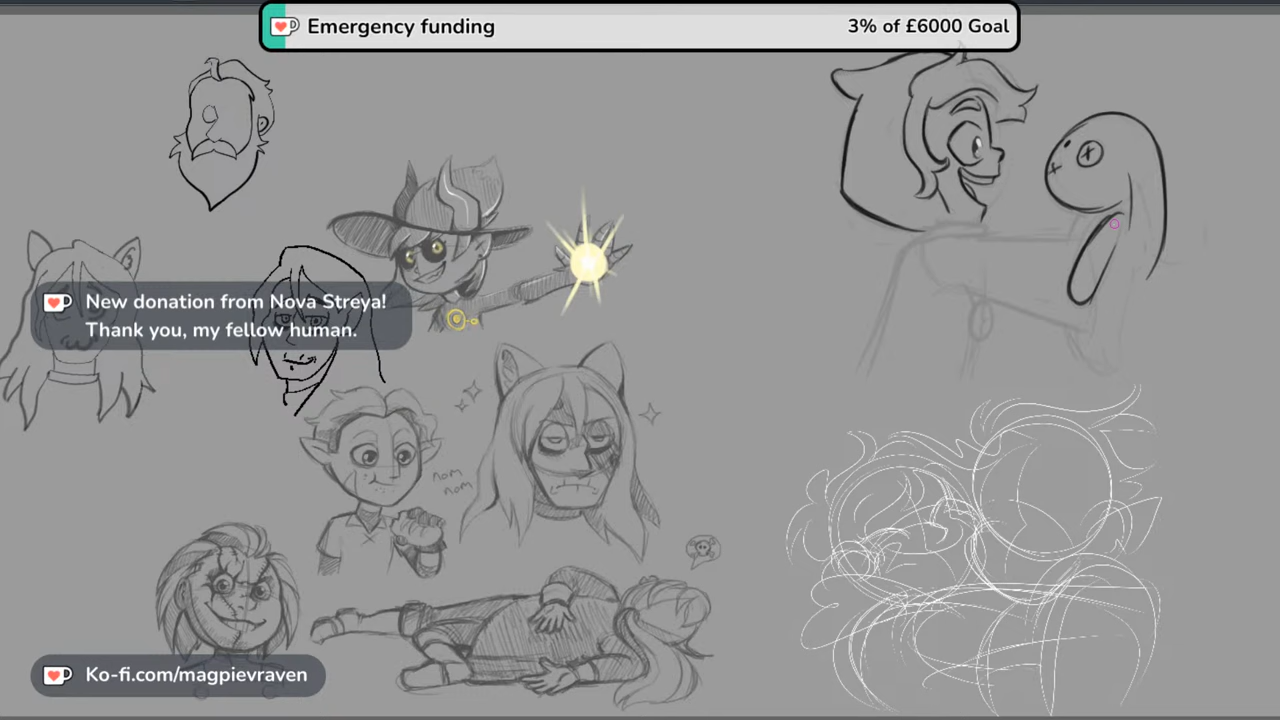 Emergency funding 3% of £6000 Goal
New donation from Nova Streya!
Thank you, my fellow human.
nom
nom
Ko-fi.com/magpievraven